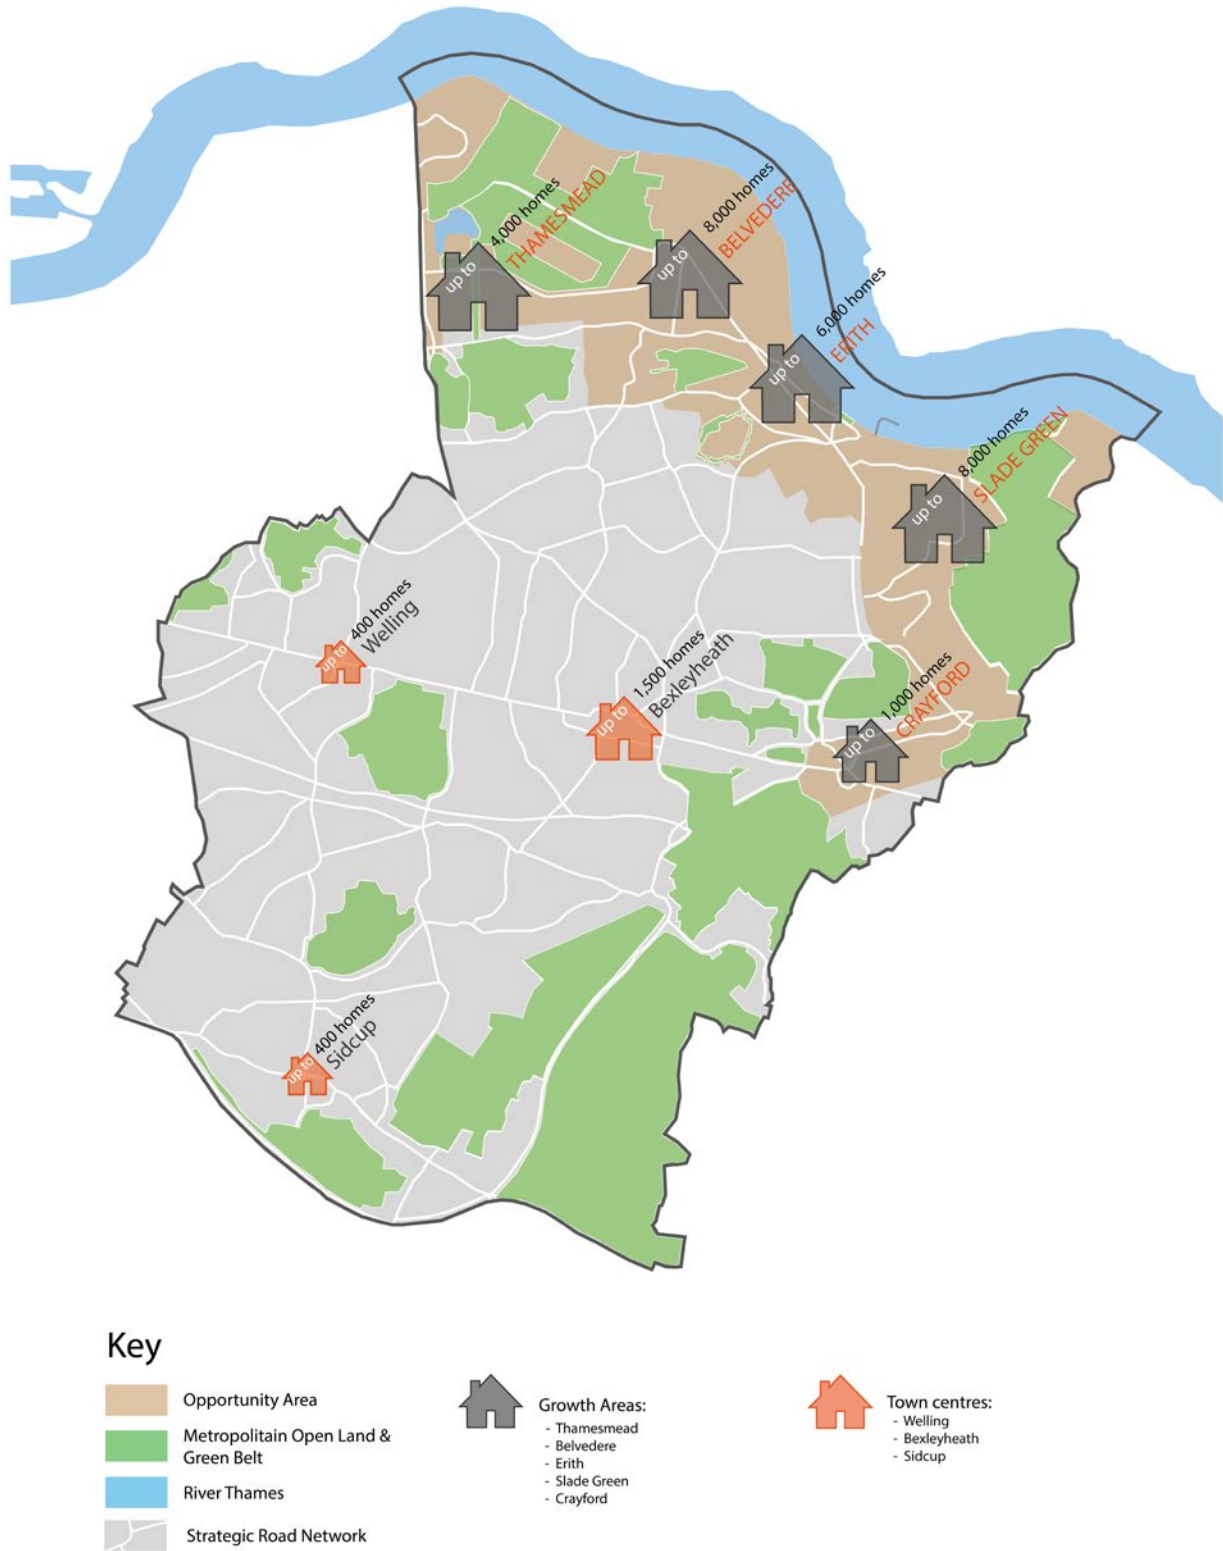 up to
4,000 homes
THAMESMEAD
up to
8,000 homes
BELVEDERE
up to
6,000 homes
ERITH
up to
8,000 homes
SLADE GREEN
up to
400 homes
Welling
up to
1,500 homes
Bexleyheath
up to
1,000 homes
CRAYFORD
up to
400 homes
Sidcup
Key
Opportunity Area
Metropolitain Open Land &
Green Belt
River Thames
Strategic Road Network
Growth Areas:
- Thamesmead
- Belvedere
- Erith
- Slade Green
- Crayford
Town centres:
- Welling
- Bexleyheath
- Sidcup